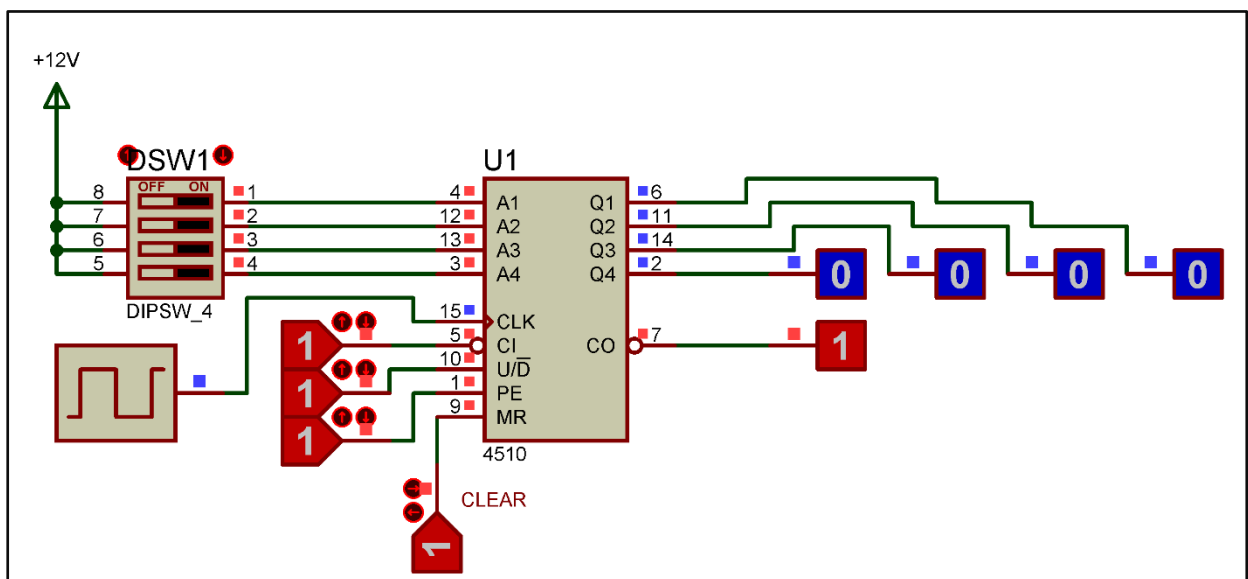 +12V
DSW1
OFF ON
8 1
7 2
6 3
5 4
DIPSW_4
U1
4 A1 Q1 6
12 A2 Q2 11
13 A3 Q3 14
3 A4 Q4 2
0 0 0 0
15 CLK
1 5 CI CO 7 1
1 10 U/D̅
1 1 PE
9 MR
4510
CLEAR
1